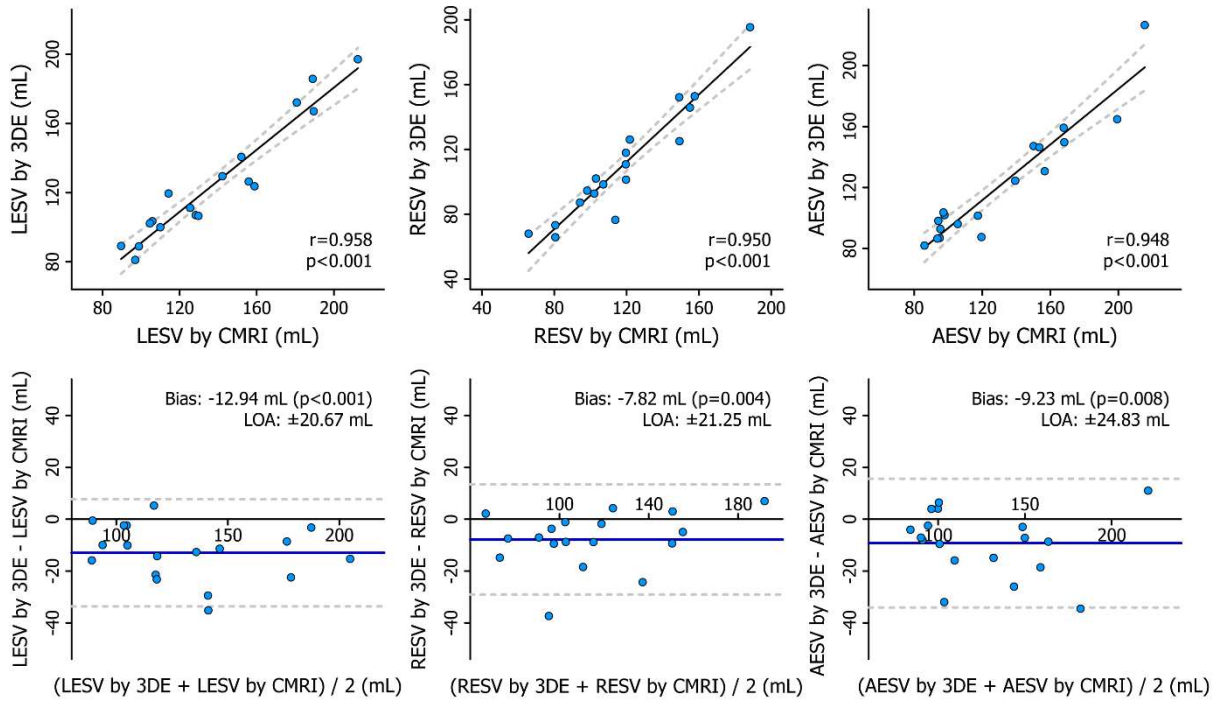 LESV by 3DE (mL)
200
160
120
80
r=0.958
p<0.001
80
120
160
200
LESV by CMRI (mL)
RESV by 3DE (mL)
200
160
120
80
40
r=0.950
p<0.001
40
80
120
160
200
RESV by CMRI (mL)
AESV by 3DE (mL)
200
160
120
80
r=0.948
p<0.001
80
120
160
200
AESV by CMRI (mL)
LESV by 3DE - LESV by CMRI (mL)
40
20
0
-20
-40
Bias: -12.94 mL (p<0.001)
LOA: ±20.67 mL
100
150
200
(LESV by 3DE + LESV by CMRI) / 2 (mL)
RESV by 3DE - RESV by CMRI (mL)
40
20
0
-20
-40
Bias: -7.82 mL (p=0.004)
LOA: ±21.25 mL
100
140
180
(RESV by 3DE + RESV by CMRI) / 2 (mL)
AESV by 3DE - AESV by CMRI (mL)
40
20
0
-20
-40
Bias: -9.23 mL (p=0.008)
LOA: ±24.83 mL
100
150
200
(AESV by 3DE + AESV by CMRI) / 2 (mL)